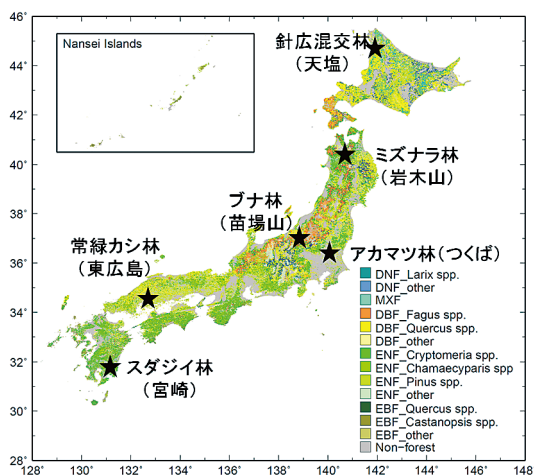 46°
44°
42°
40°
38°
36°
34°
32°
30°
28°
128°
130°
132°
134°
136°
138°
140°
142°
144°
146°
148°
Nansei Islands
針広混交林
(天塩)
ミズナラ林
(岩木山)
ブナ林
(苗場山)
アカマツ林(つくば)
常緑カシ林
(東広島)
スダジイ林
(宮崎)
DNF_Larix spp.
DNF_other
MXF
DBF_Fagus spp.
DBF_Quercus spp.
DBF_other
ENF_Cryptomeria spp.
ENF_Chamaecyparis spp
ENF_Pinus spp.
ENF_other
EBF_Quercus spp.
EBF_Castanopsis spp.
EBF_other
Non-forest